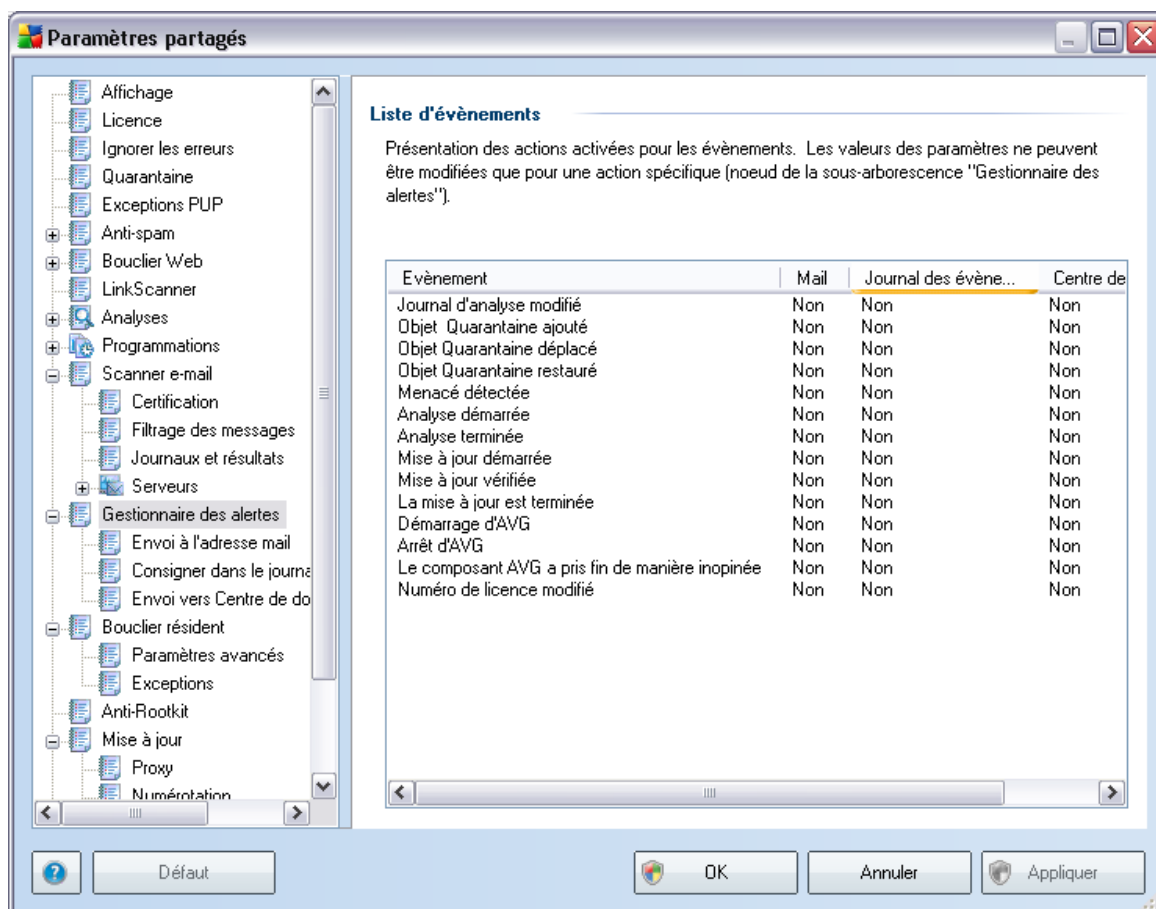 Paramètres partagés
Affichage
Licence
Ignorer les erreurs
Quarantaine
Exceptions PUP
Anti-spam
Bouclier Web
LinkScanner
Analyses
Programmations
Scanner e-mail
Certification
Filtrage des messages
Journaux et résultats
Serveurs
Gestionnaire des alertes
Envoi à l'adresse mail
Consigner dans le journa
Envoi vers Centre de do
Bouclier résident
Paramètres avancés
Exceptions
Anti-Rootkit
Mise à jour
Proxy
Numérotation
Liste d'évènements
Présentation des actions activées pour les évènements. Les valeurs des paramètres ne peuvent
être modifiées que pour une action spécifique (noeud de la sous-arborescence "Gestionnaire des
alertes").
Evènement Mail Journal des évène... Centre de
Journal d'analyse modifié Non Non Non
Objet Quarantaine ajouté Non Non Non
Objet Quarantaine déplacé Non Non Non
Objet Quarantaine restauré Non Non Non
Menacé détectée Non Non Non
Analyse démarrée Non Non Non
Analyse terminée Non Non Non
Mise à jour démarrée Non Non Non
Mise à jour vérifiée Non Non Non
La mise à jour est terminée Non Non Non
Démarrage d'AVG Non Non Non
Arrêt d'AVG Non Non Non
Le composant AVG a pris fin de manière inopinée Non Non Non
Numéro de licence modifié Non Non Non
? Défaut OK Annuler Appliquer